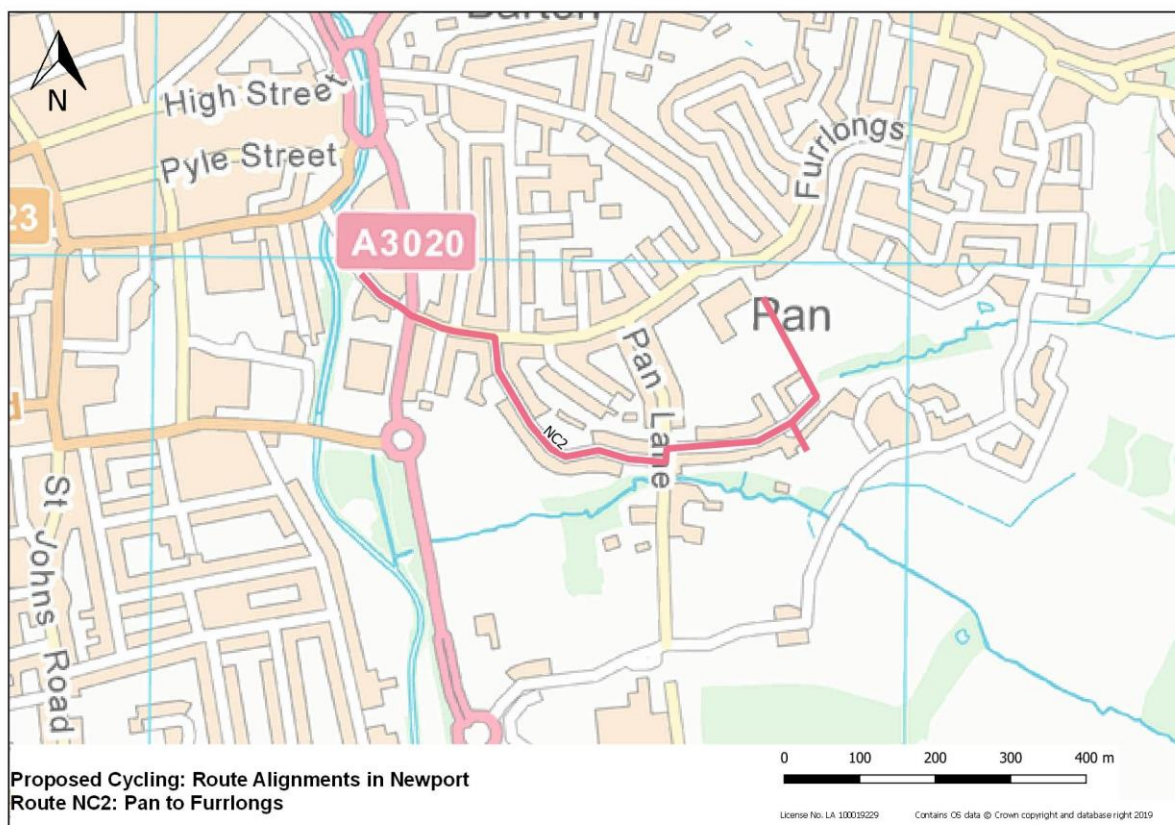 Barton
N
High Street
Pyle Street
Furrlongs
23
A3020
Pan
Pan Lane
NC2
St Johns Road
Proposed Cycling: Route Alignments in Newport
Route NC2: Pan to Furrlongs
0 100 200 300 400 m
License No. LA 100019229 Contains OS data @ Crown copyright and database right 2019